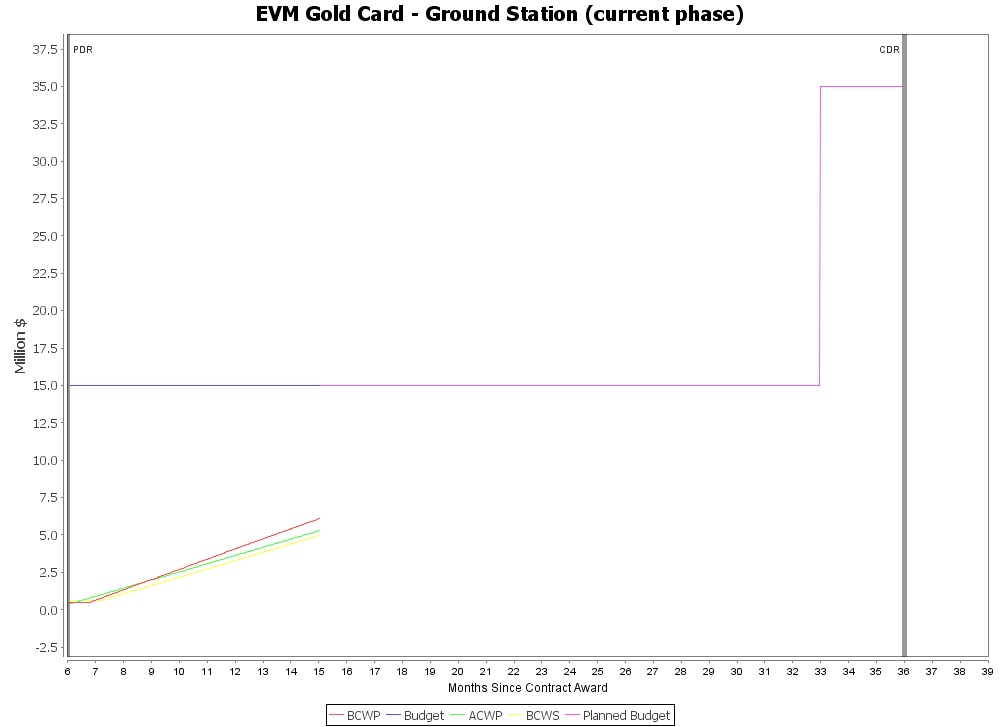 EVM Gold Card - Ground Station (current phase)
PDR
CDR
37.5
35.0
32.5
30.0
27.5
25.0
22.5
20.0
17.5
15.0
12.5
10.0
7.5
5.0
2.5
0.0
-2.5
Million $
6 7 8 9 10 11 12 13 14 15 16 17 18 19 20 21 22 23 24 25 26 27 28 29 30 31 32 33 34 35 36 37 38 39
Months Since Contract Award
BCWP Budget ACWP BCWS Planned Budget